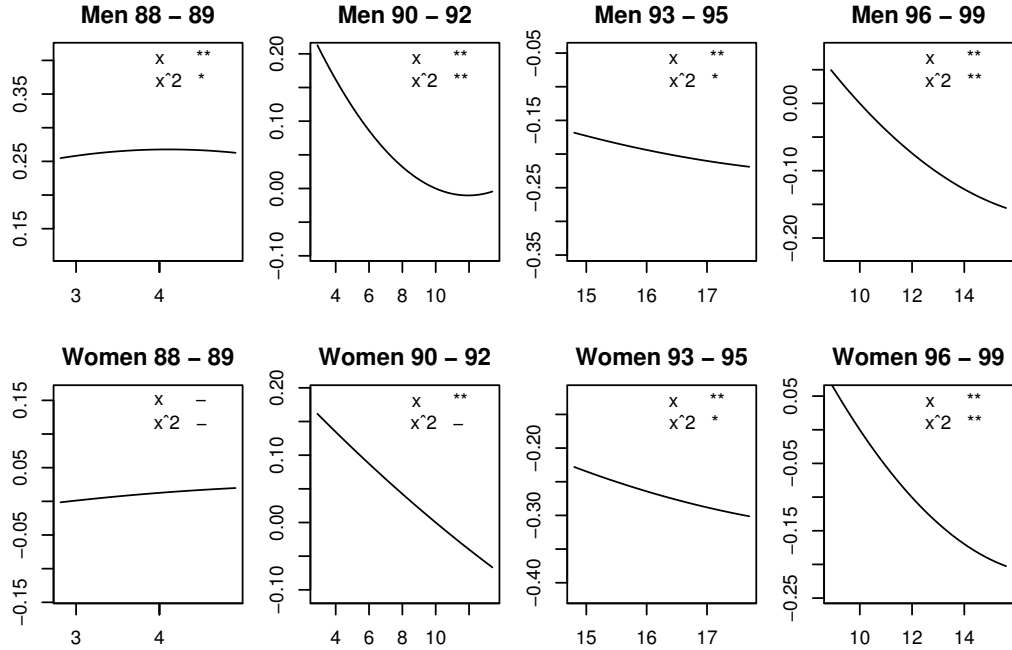 Men 88 – 89
x **
x^2 *
0.15 0.25 0.35
3 4
Men 90 – 92
x **
x^2 **
−0.10 0.00 0.10 0.20
4 6 8 10
Men 93 – 95
x **
x^2 *
−0.35 −0.25 −0.15 −0.05
15 16 17
Men 96 – 99
x **
x^2 **
−0.20 −0.10 0.00
10 12 14
Women 88 – 89
x –
x^2 –
−0.15 −0.05 0.05 0.15
3 4
Women 90 – 92
x **
x^2 –
−0.10 0.00 0.10 0.20
4 6 8 10
Women 93 – 95
x **
x^2 *
−0.40 −0.30 −0.20
15 16 17
Women 96 – 99
x **
x^2 **
−0.25 −0.15 −0.05 0.05
10 12 14